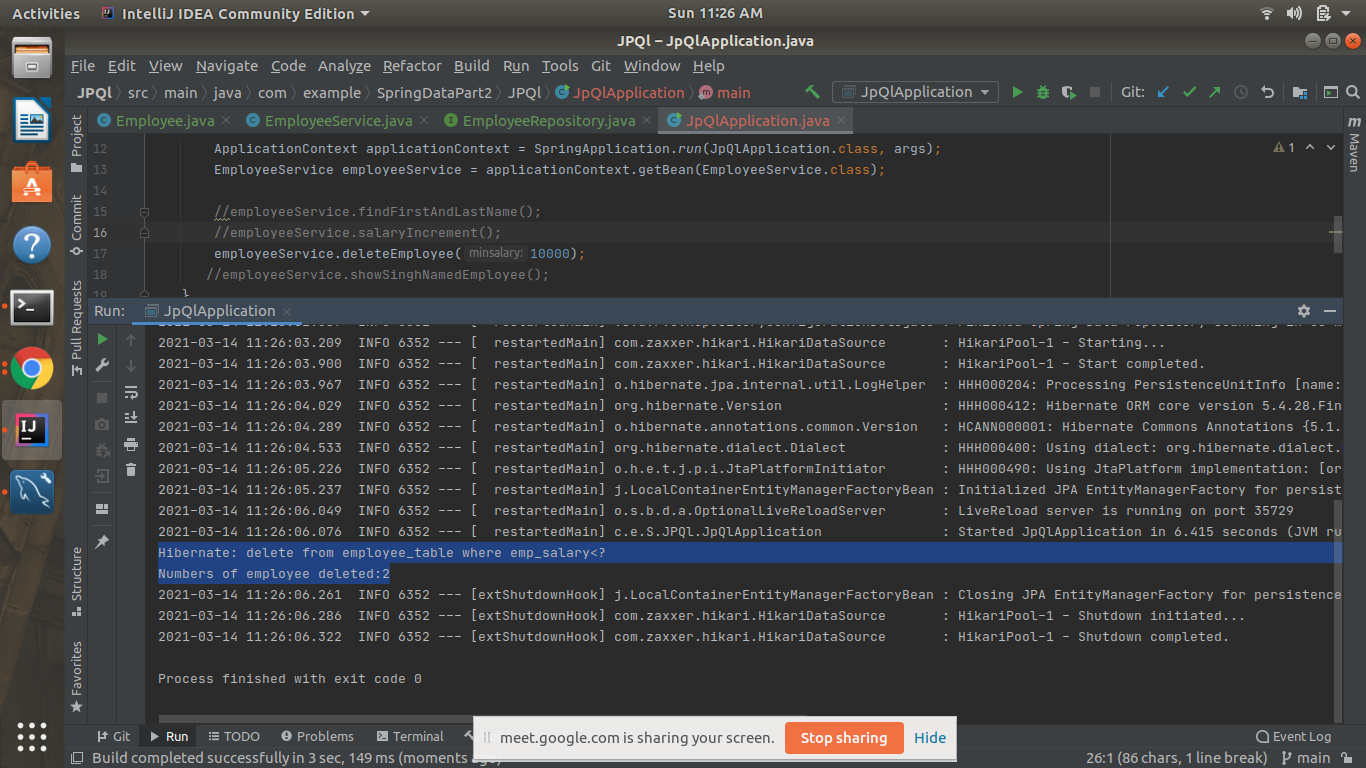 Activities IntelliJ IDEA Community Edition Sun 11:26 AM
JPQl – JpQlApplication.java
File Edit View Navigate Code Analyze Refactor Build Run Tools Git Window Help
JPQl src main java com example SpringDataPart2 JPQl JpQlApplication main JpQlApplication Git:
Employee.java EmployeeService.java EmployeeRepository.java JpQlApplication.java
Project
Commit
Pull Requests
Structure
Favorites
Maven
12 ApplicationContext applicationContext = SpringApplication.run(JpQlApplication.class, args);
1
13 EmployeeService employeeService = applicationContext.getBean(EmployeeService.class);
14
15 //employeeService.findFirstAndLastName();
16 //employeeService.salaryIncrement();
17 employeeService.deleteEmployee( minsalary: 10000);
18 //employeeService.showSinghNamedEmployee();
19 }
Run: JpQlApplication
2021-03-14 11:26:03.209 INFO 6352 --- [ restartedMain] com.zaxxer.hikari.HikariDataSource : HikariPool-1 - Starting...
2021-03-14 11:26:03.900 INFO 6352 --- [ restartedMain] com.zaxxer.hikari.HikariDataSource : HikariPool-1 - Start completed.
2021-03-14 11:26:03.967 INFO 6352 --- [ restartedMain] o.hibernate.jpa.internal.util.LogHelper : HHH000204: Processing PersistenceUnitInfo [name:
2021-03-14 11:26:04.029 INFO 6352 --- [ restartedMain] org.hibernate.Version : HHH000412: Hibernate ORM core version 5.4.28.Fin
2021-03-14 11:26:04.289 INFO 6352 --- [ restartedMain] o.hibernate.annotations.common.Version : HCANN000001: Hibernate Commons Annotations {5.1.
2021-03-14 11:26:04.533 INFO 6352 --- [ restartedMain] org.hibernate.dialect.Dialect : HHH000400: Using dialect: org.hibernate.dialect.
2021-03-14 11:26:05.226 INFO 6352 --- [ restartedMain] o.h.e.t.j.p.i.JtaPlatformInitiator : HHH000490: Using JtaPlatform implementation: [or
2021-03-14 11:26:05.237 INFO 6352 --- [ restartedMain] j.LocalContainerEntityManagerFactoryBean : Initialized JPA EntityManagerFactory for persist
2021-03-14 11:26:06.049 INFO 6352 --- [ restartedMain] o.s.b.d.a.OptionalLiveReloadServer : LiveReload server is running on port 35729
2021-03-14 11:26:06.076 INFO 6352 --- [ restartedMain] c.e.S.JPQl.JpQlApplication : Started JpQlApplication in 6.415 seconds (JVM ru
Hibernate: delete from employee_table where emp_salary<?
Numbers of employee deleted:2
2021-03-14 11:26:06.261 INFO 6352 --- [extShutdownHook] j.LocalContainerEntityManagerFactoryBean : Closing JPA EntityManagerFactory for persistence
2021-03-14 11:26:06.286 INFO 6352 --- [extShutdownHook] com.zaxxer.hikari.HikariDataSource : HikariPool-1 - Shutdown initiated...
2021-03-14 11:26:06.322 INFO 6352 --- [extShutdownHook] com.zaxxer.hikari.HikariDataSource : HikariPool-1 - Shutdown completed.
Process finished with exit code 0
Git Run TODO Problems Terminal Event Log
meet.google.com is sharing your screen. Stop sharing Hide
Build completed successfully in 3 sec, 149 ms (moments ago) 26:1 (86 chars, 1 line break) main